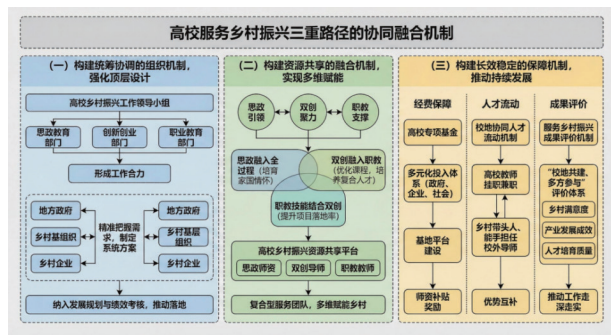 高校服务乡村振兴三重路径的协同融合机制
(一)构建统筹协调的组织机制,
强化顶层设计
高校乡村振兴工作领导小组
思政教育
部门
创新创业
部门
职业教育
部门
形成工作合力
地方政府
乡村基组织
乡村企业
精准把握需
求,制定
系统方案
地方政府
乡村基层
组织
乡村企业
纳入发展规划与绩效考核,推动落地
(二)构建资源共享的融合机制,
实现多维赋能
思政
引领
双创
聚力
职教
支撑
思政融入全
过程(培育
家国情怀)
双创融入职教
(优化课程,培
养复合人才)
职教技能结合双创
(提升项目落地率)
高校乡村振兴资源共享平台
思政师资
双创导师
职教教师
复合型服务团队,多维赋能乡村
(三)构建长效稳定的保障机制,
推动持续发展
经费保障
高校专项基金
多元化投入体
系(政府、
企业、社会)
基地平台
建设
师资补贴
奖励
人才流动
校地协同人才
流动机制
高校教师
挂职兼职
乡村带头人、
能手担任
校外导师
优势互补
成果评价
服务乡村振兴
成果评价机制
“校地共建、
多方参与”
评价体系
乡村满意度
产业发展成效
人才培育质量
推动工作走
深走实